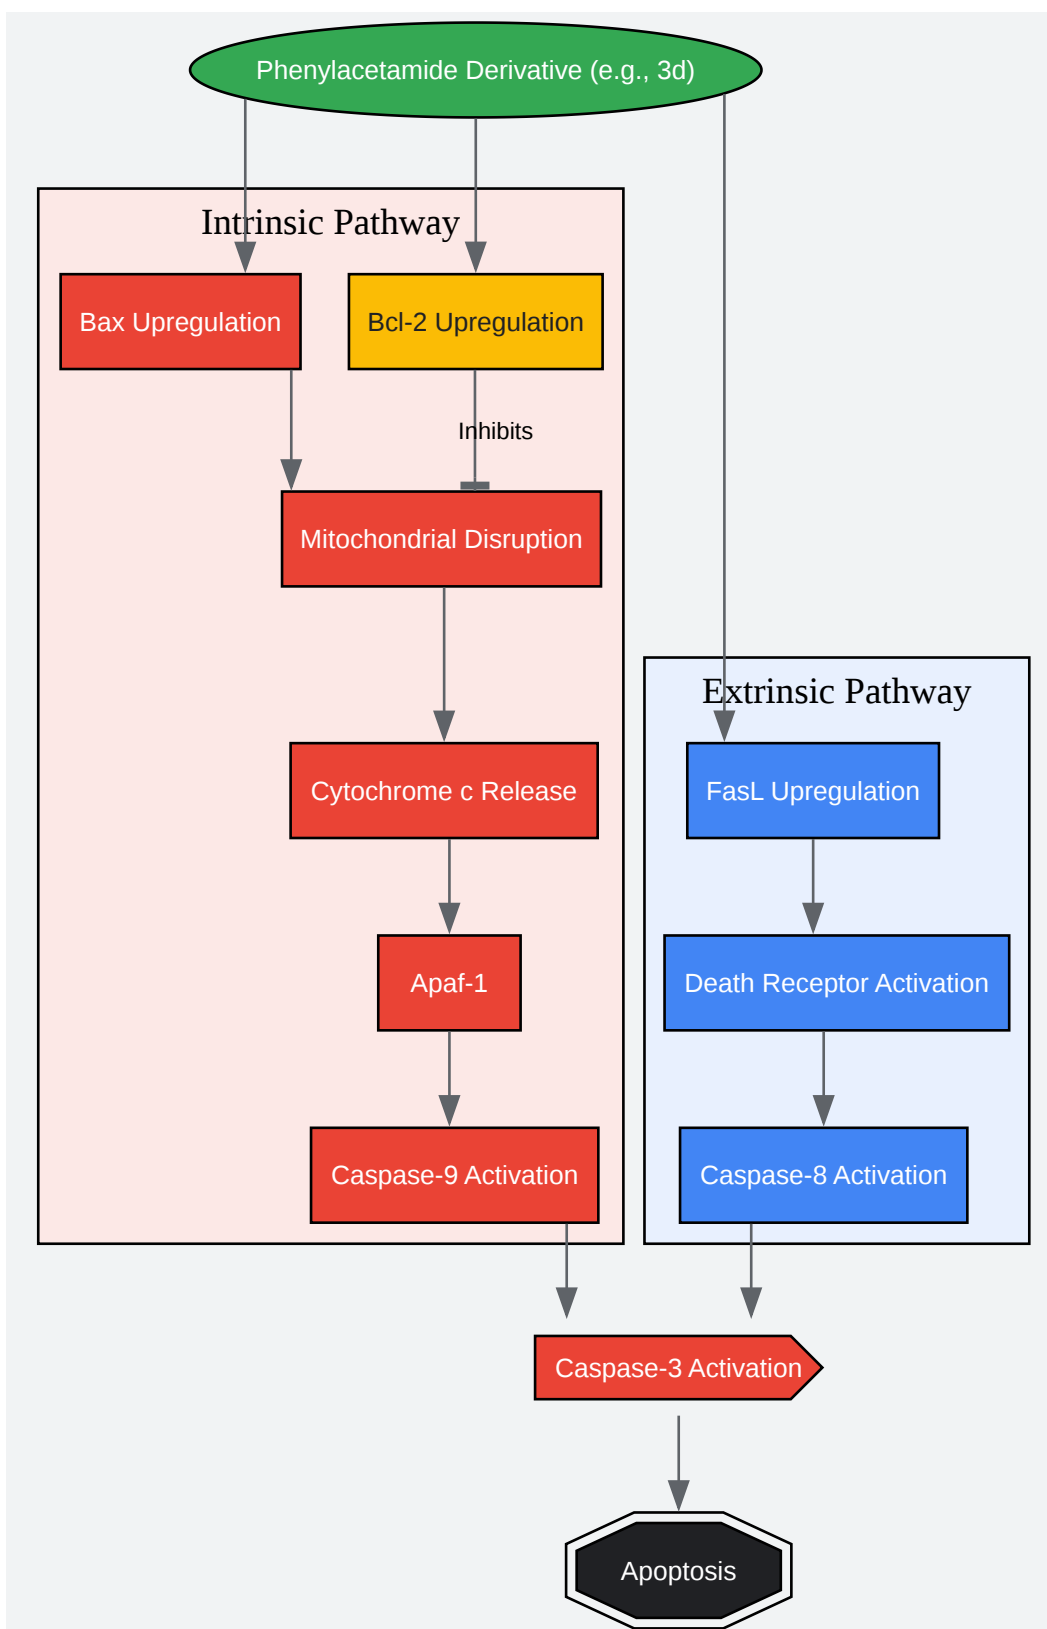 Phenylacetamide Derivative (e.g., 3d)
Intrinsic Pathway
Bax Upregulation
Bcl-2 Upregulation
Inhibits
Mitochondrial Disruption
Extrinsic Pathway
Cytochrome c Release
FasL Upregulation
Apaf-1
Death Receptor Activation
Caspase-9 Activation
Caspase-8 Activation
Caspase-3 Activation
Apoptosis